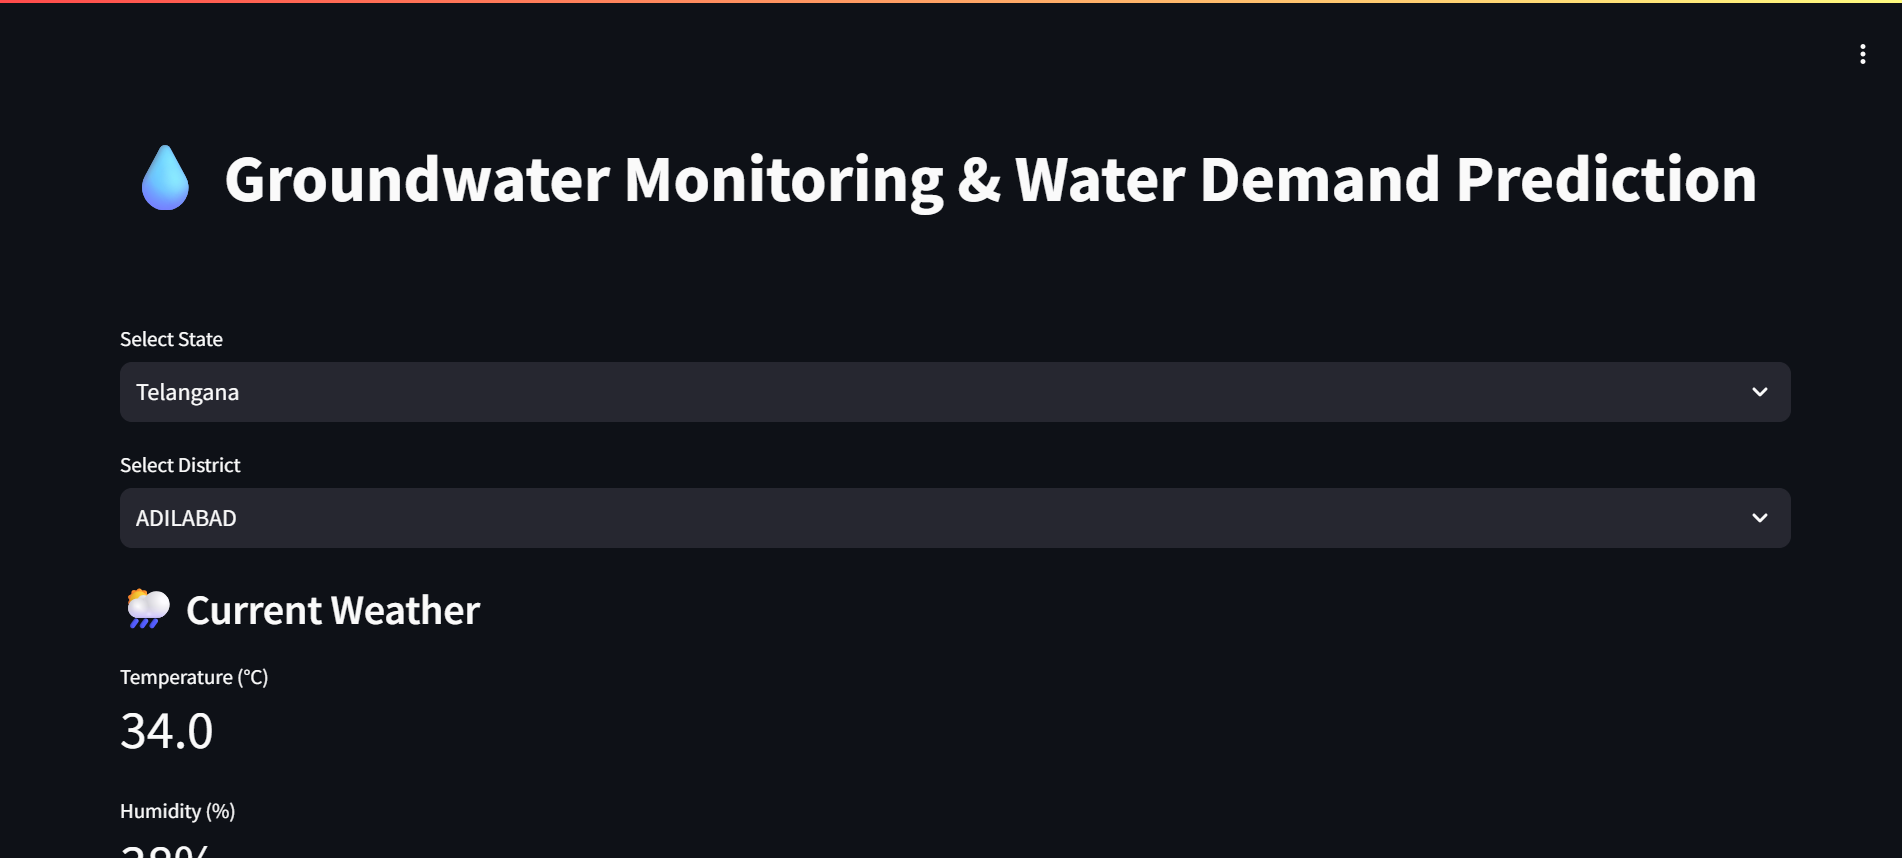 Groundwater Monitoring & Water Demand Prediction
Select State
Telangana
Select District
ADILABAD
Current Weather
Temperature (°C)
34.0
Humidity (%)